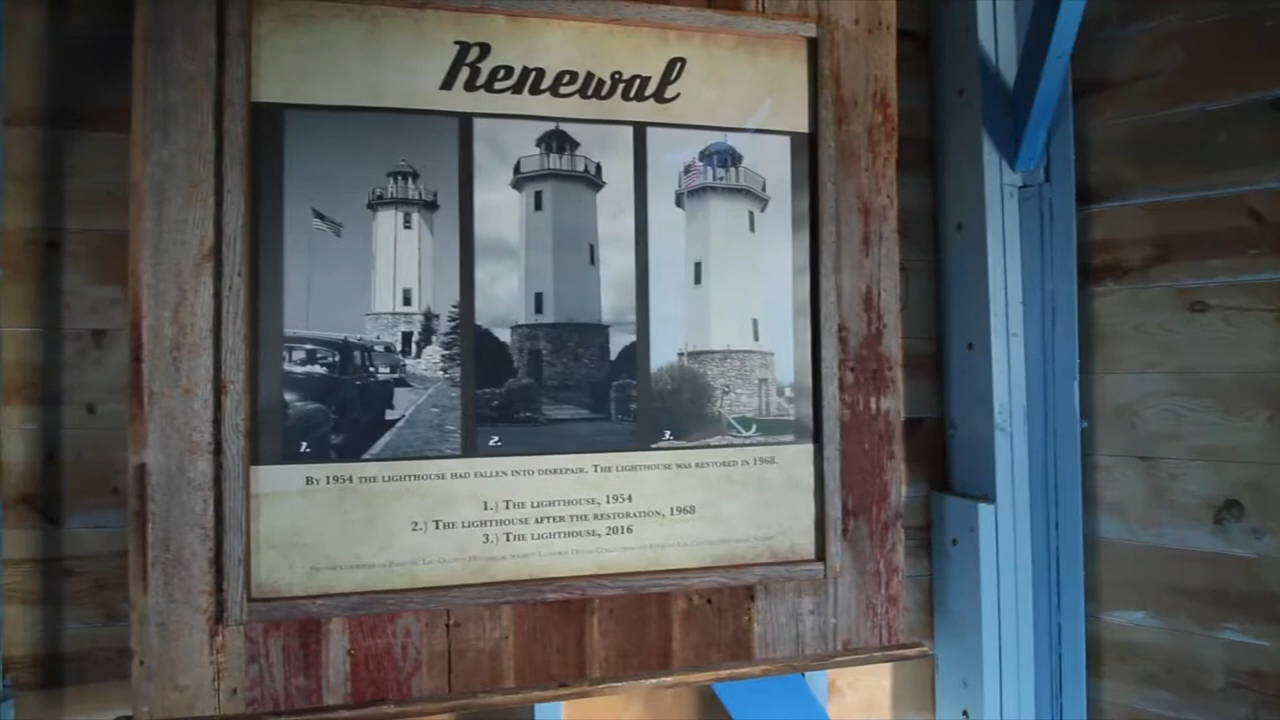 Renewal
1.
2.
3.
By 1954 the lighthouse had fallen into disrepair. The lighthouse was restored in 1968.
1.) The lighthouse, 1954
2.) The lighthouse after the restoration, 1968
3.) The lighthouse, 2016